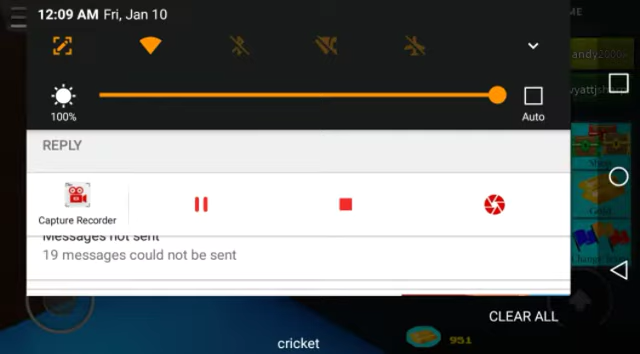 12:09 AM Fri, Jan 10
100%
Auto
REPLY
Capture Recorder
Messages not sent
19 messages could not be sent
CLEAR ALL
cricket
951
Gold